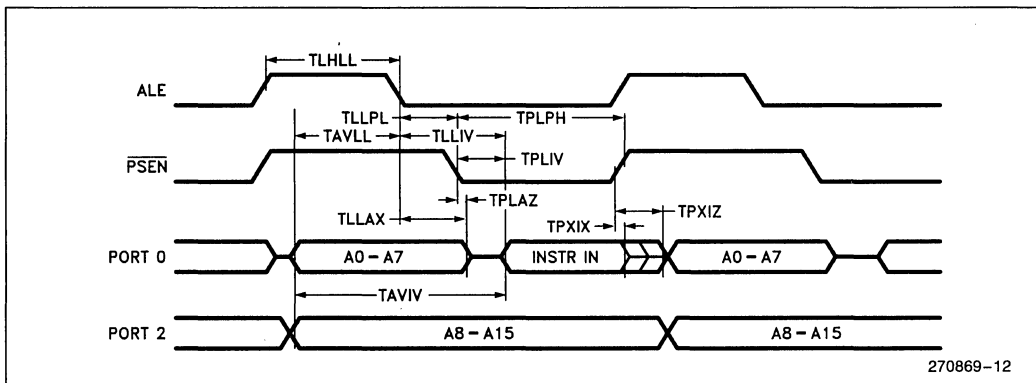 TLHLL
ALE
TLLPL
TPLPH
TAVLL
TLLIV
PSEN
TPLIV
TPLAZ
TLLAX
TPXIZ
TPXIX
PORT 0
A0-A7
INSTR IN
A0-A7
TAVIV
PORT 2
A8-A15
A8-A15
270869-12